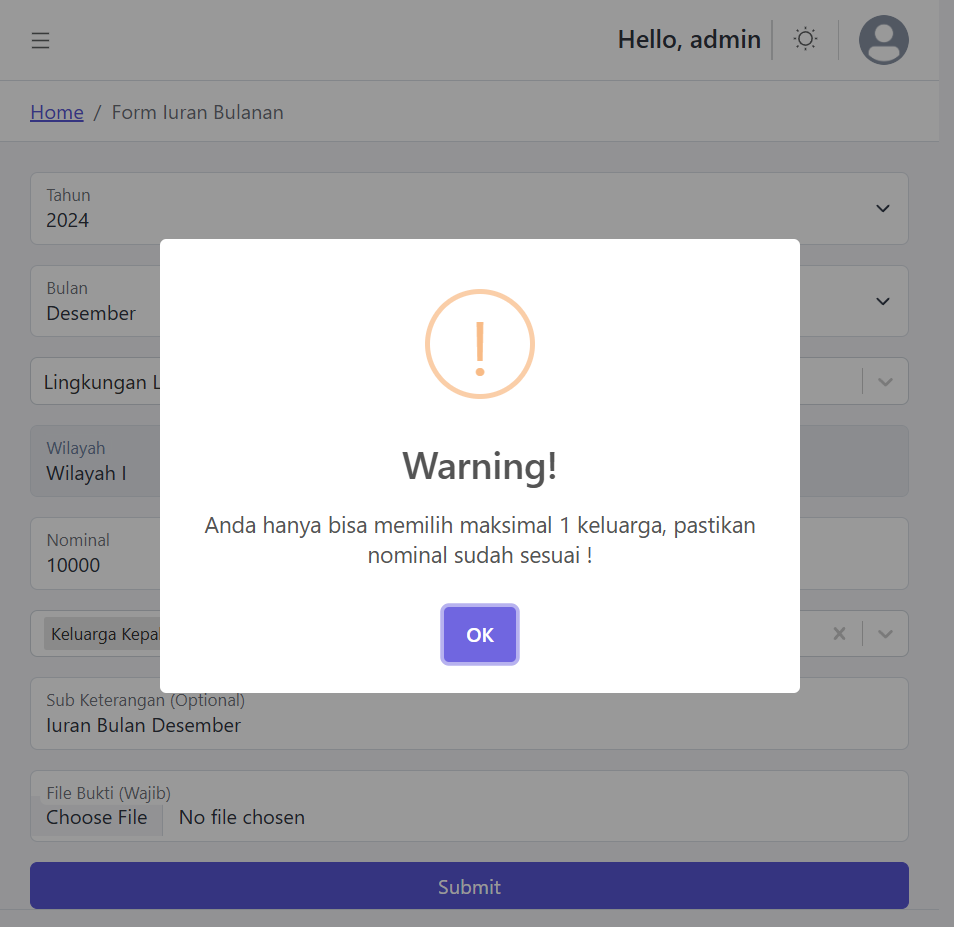 Hello, admin
Home / Form Iuran Bulanan
Tahun
2024
Bulan
Desember
Lingkungan
Wilayah
Wilayah I
Nominal
10000
Keluarga
Warning!
Anda hanya bisa memilih maksimal 1 keluarga, pastikan
nominal sudah sesuai !
OK
Sub Keterangan (Optional)
Iuran Bulan Desember
File Bukti (Wajib)
Choose File No file chosen
Submit